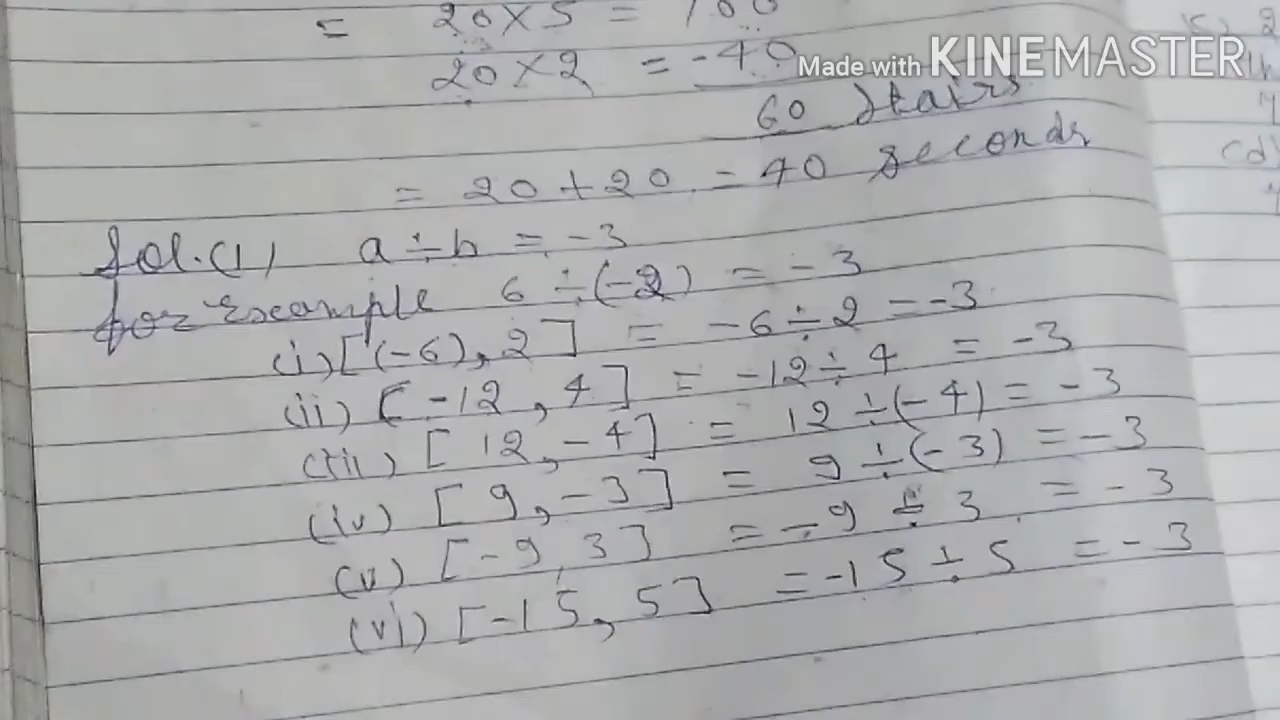 = 20 × 5 = 100
20 × 2 = -40
Made with KINEMASTER
60 stairs
= 20 + 20 = 40 seconds
Sol.(1) a ÷ b = -3
for Example 6 ÷ (-2) = -3
(i) [(-6), 2] = -6 ÷ 2 = -3
(ii) [-12, 4] = -12 ÷ 4 = -3
(iii) [12, -4] = 12 ÷ (-4) = -3
(iv) [9, -3] = 9 ÷ (-3) = -3
(v) [-9, 3] = -9 ÷ 3 = -3
(vi) [-15, 5] = -15 ÷ 5 = -3
(d)